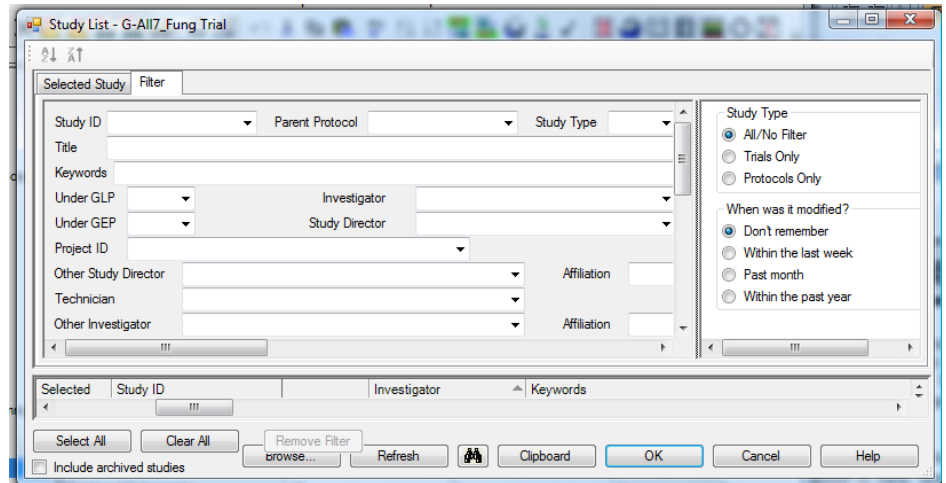 Study List - G-All7_Fung Trial
Selected Study Filter
Study ID Parent Protocol Study Type
Title
Keywords
Under GLP Investigator
Under GEP Study Director
Project ID
Other Study Director Affiliation
Technician
Other Investigator Affiliation
Study Type
All/No Filter
Trials Only
Protocols Only
When was it modified?
Don't remember
Within the last week
Past month
Within the past year
Selected Study ID Investigator Keywords
Select All Clear All Remove Filter
Browse... Refresh Clipboard OK Cancel Help
Include archived studies